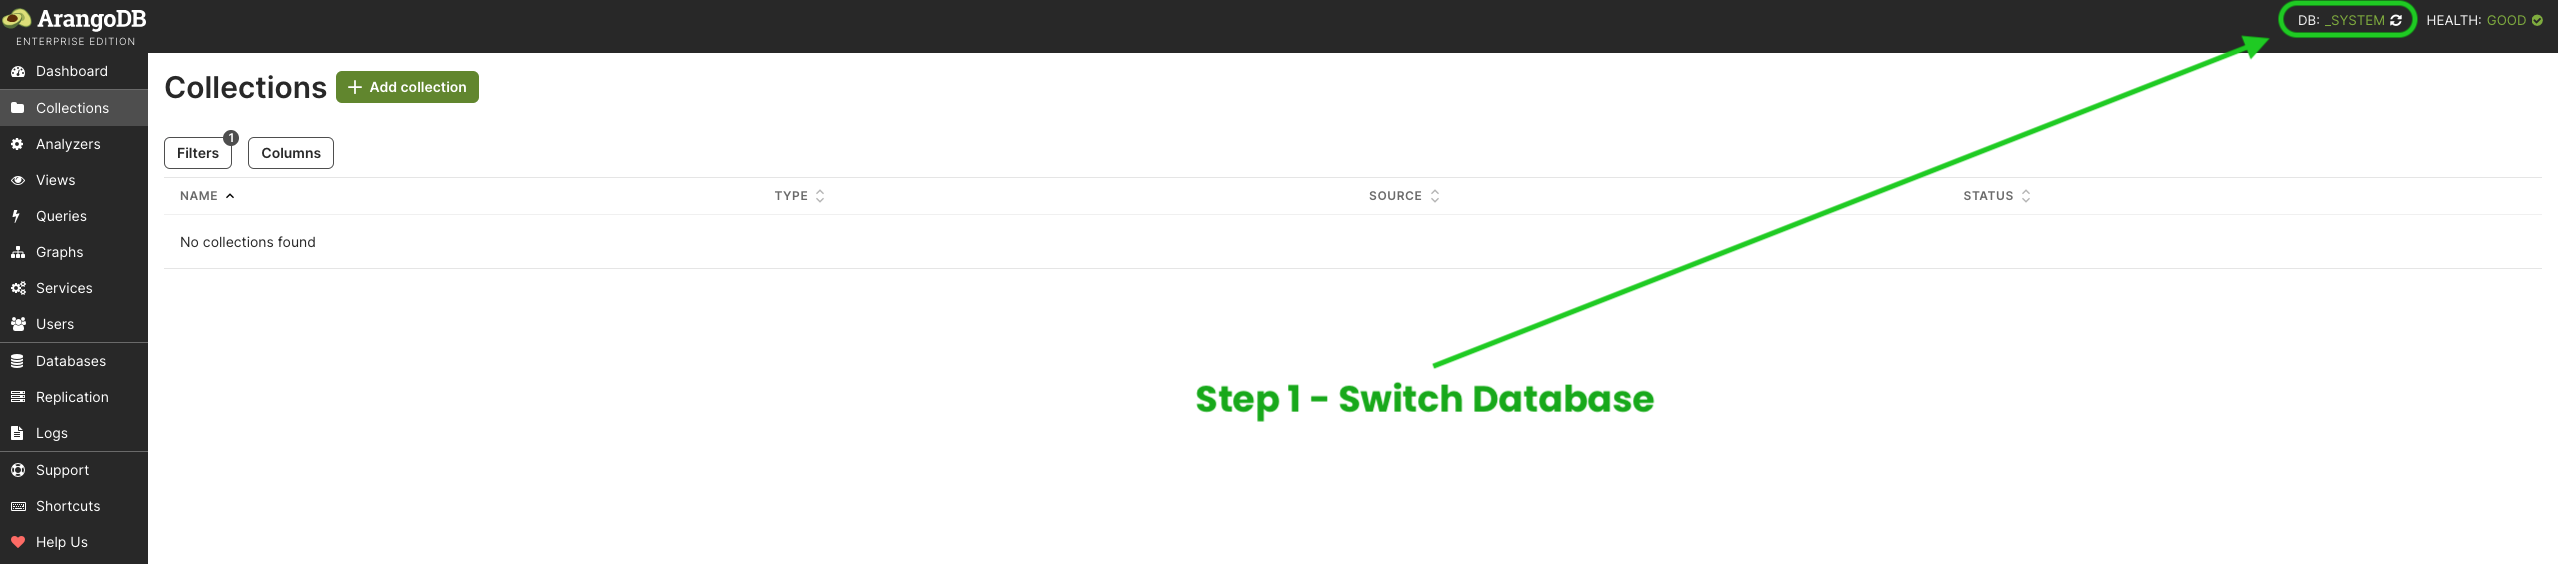 ArangoDB
ENTERPRISE EDITION
DB: _SYSTEM HEALTH: GOOD
Dashboard
Collections
Analyzers
Views
Queries
Graphs
Services
Users
Databases
Replication
Logs
Support
Shortcuts
Help Us
Collections + Add collection
1
Filters Columns
NAME TYPE SOURCE STATUS
No collections found
Step 1 - Switch Database